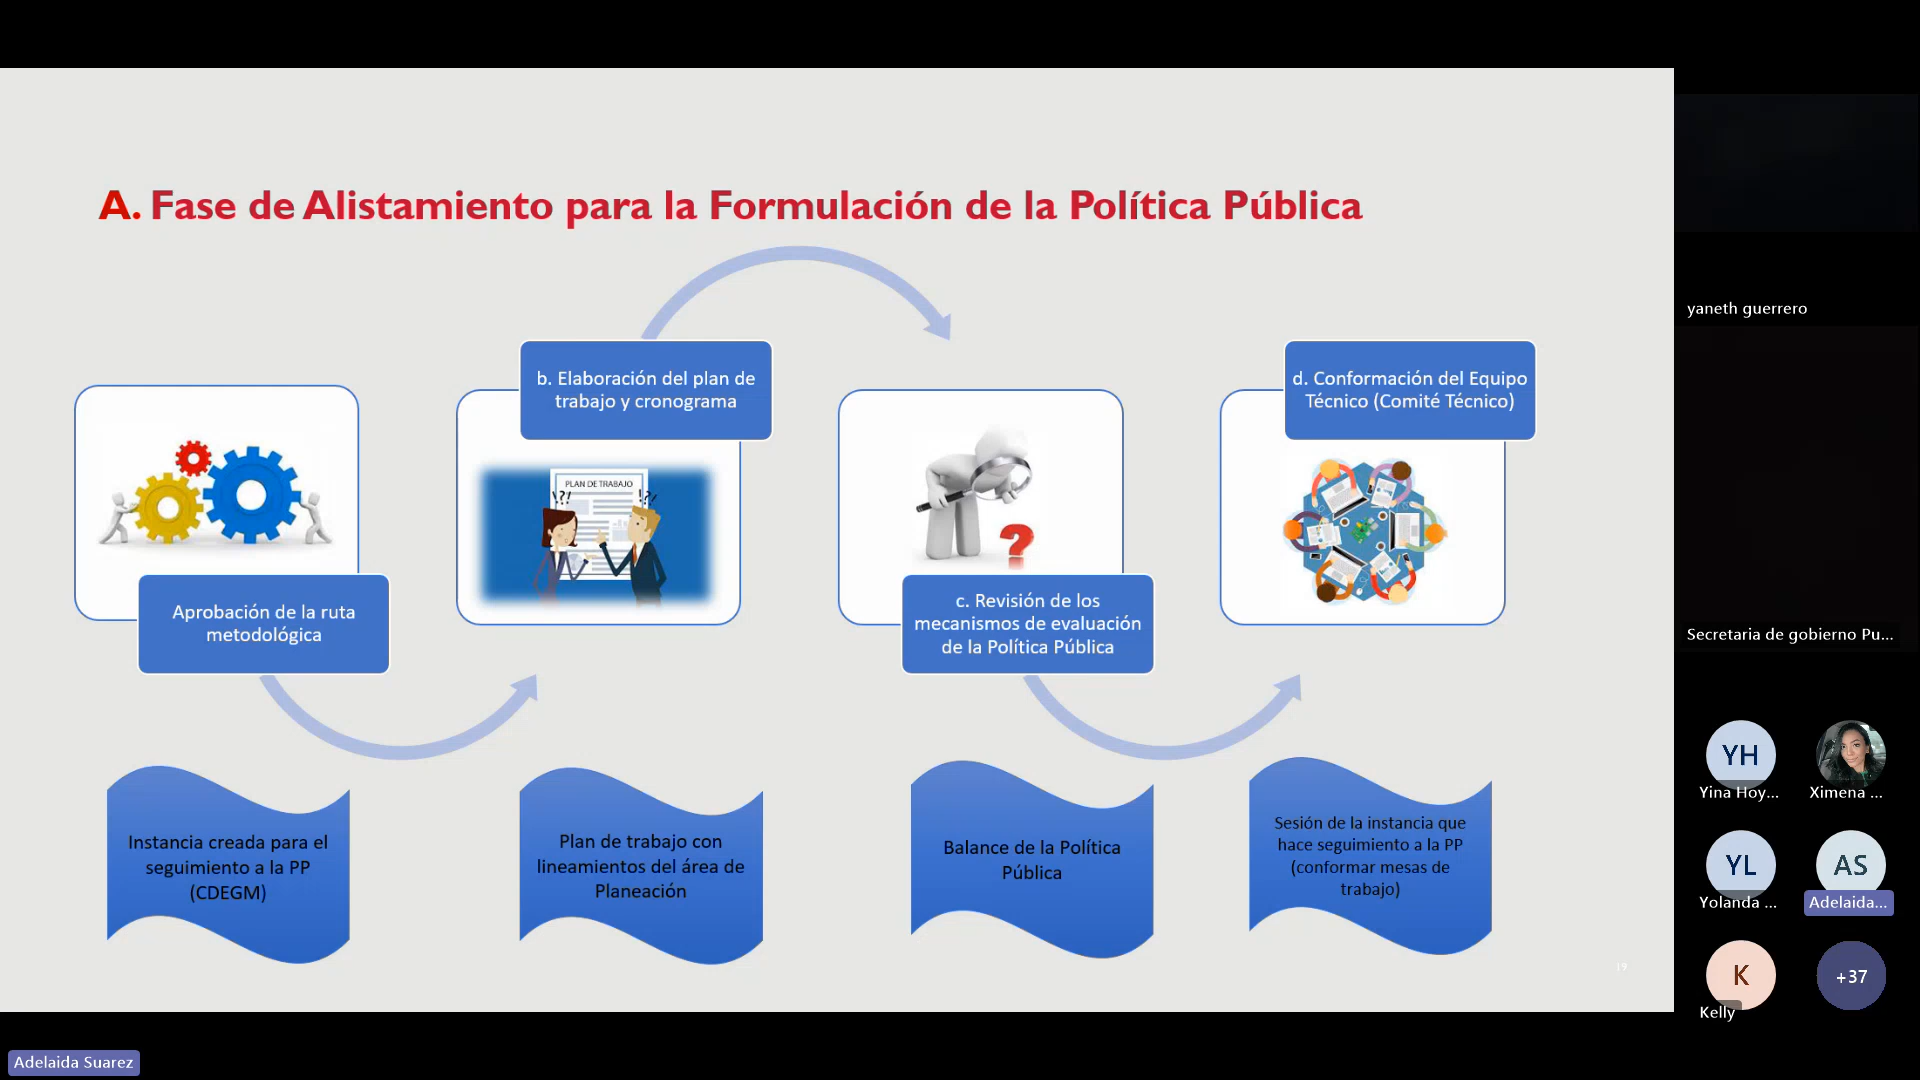 A. Fase de Alistamiento para la Formulación de la Política Pública
Aprobación de la ruta
metodológica
b. Elaboración del plan de
trabajo y cronograma
PLAN DE TRABAJO
!?!
!?!
c. Revisión de los
mecanismos de evaluación
de la Política Pública
?
d. Conformación del Equipo
Técnico (Comité Técnico)
Instancia creada para el
seguimiento a la PP
(CDEGM)
Plan de trabajo con
lineamientos del área de
Planeación
Balance de la Política
Pública
Sesión de la instancia que
hace seguimiento a la PP
(conformar mesas de
trabajo)
19
yaneth guerrero
Secretaria de gobierno Pu...
YH
Yina Hoy...
Ximena ...
YL
Yolanda ...
AS
Adelaida...
K
Kelly
+37
Adelaida Suarez